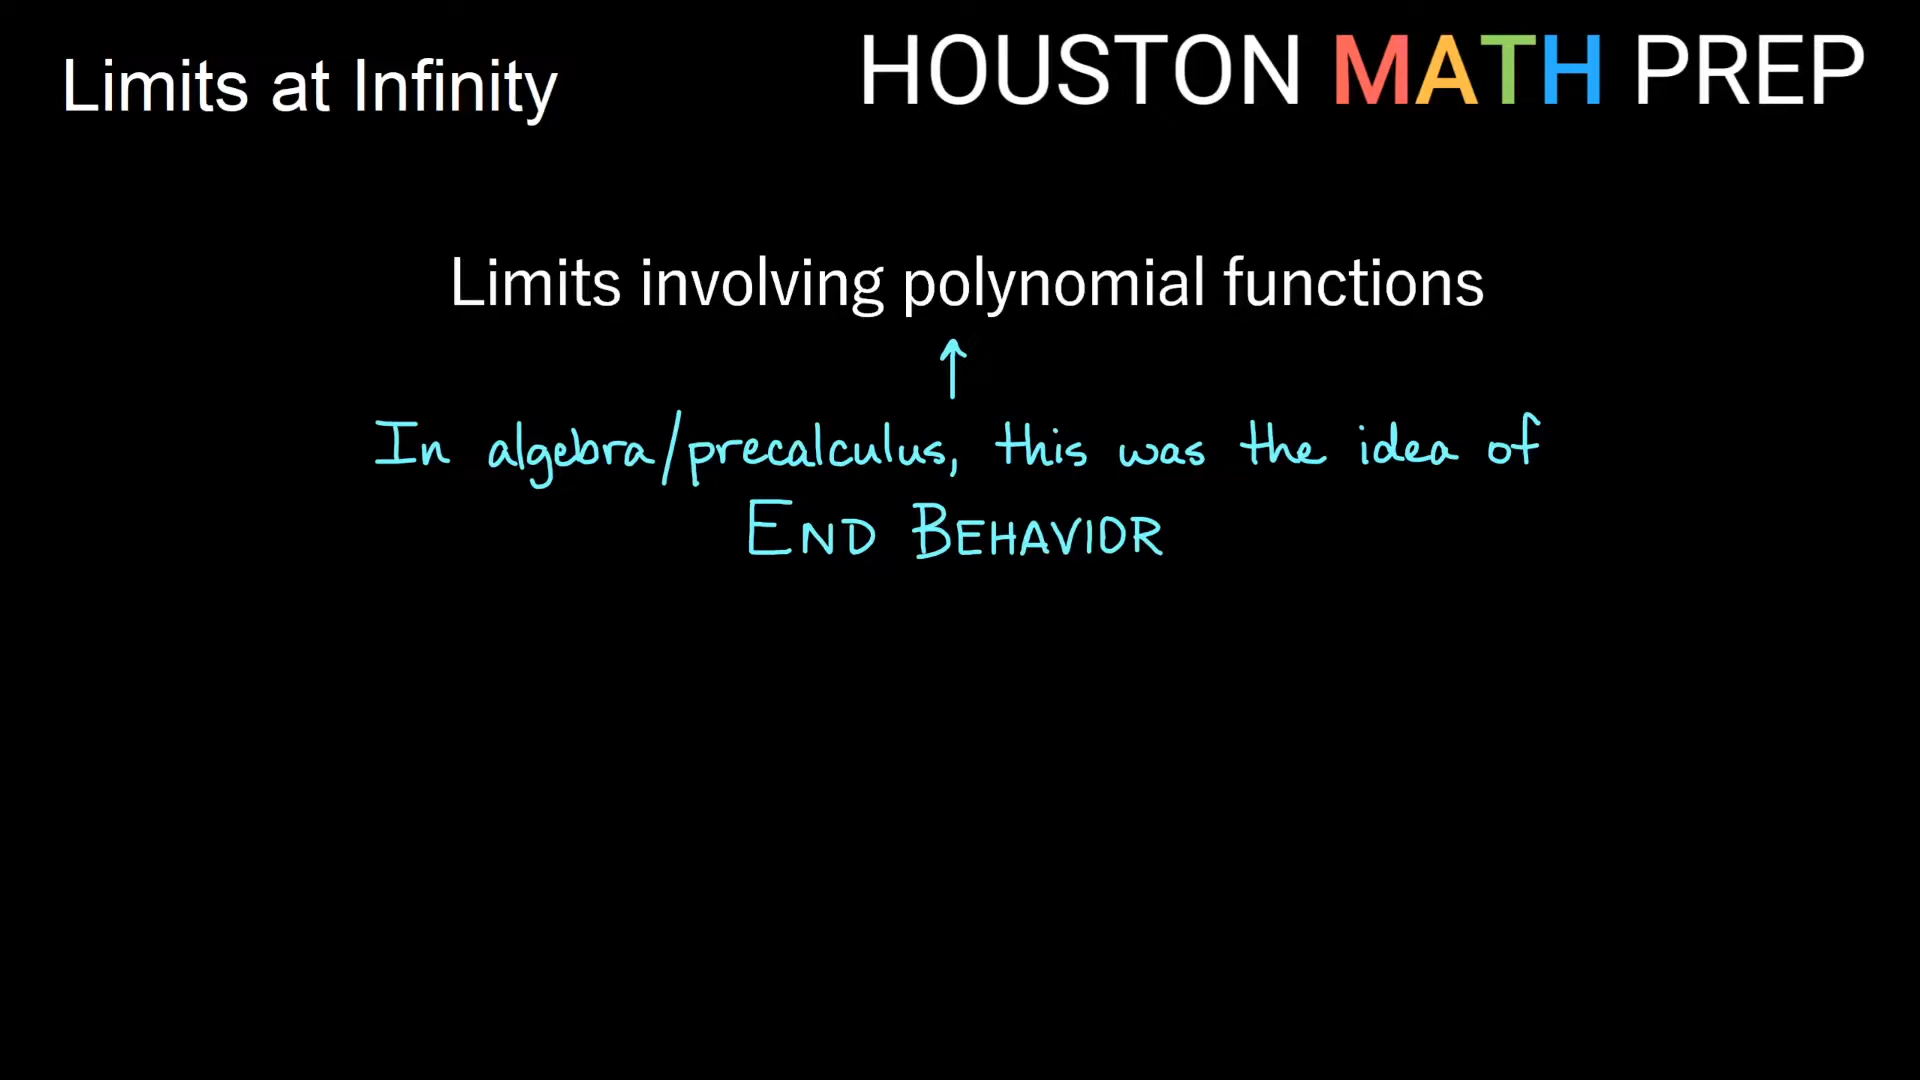 Limits at Infinity
HOUSTON MATH PREP
Limits involving polynomial functions
In algebra/precalculus, this was the idea of
END BEHAVIOR